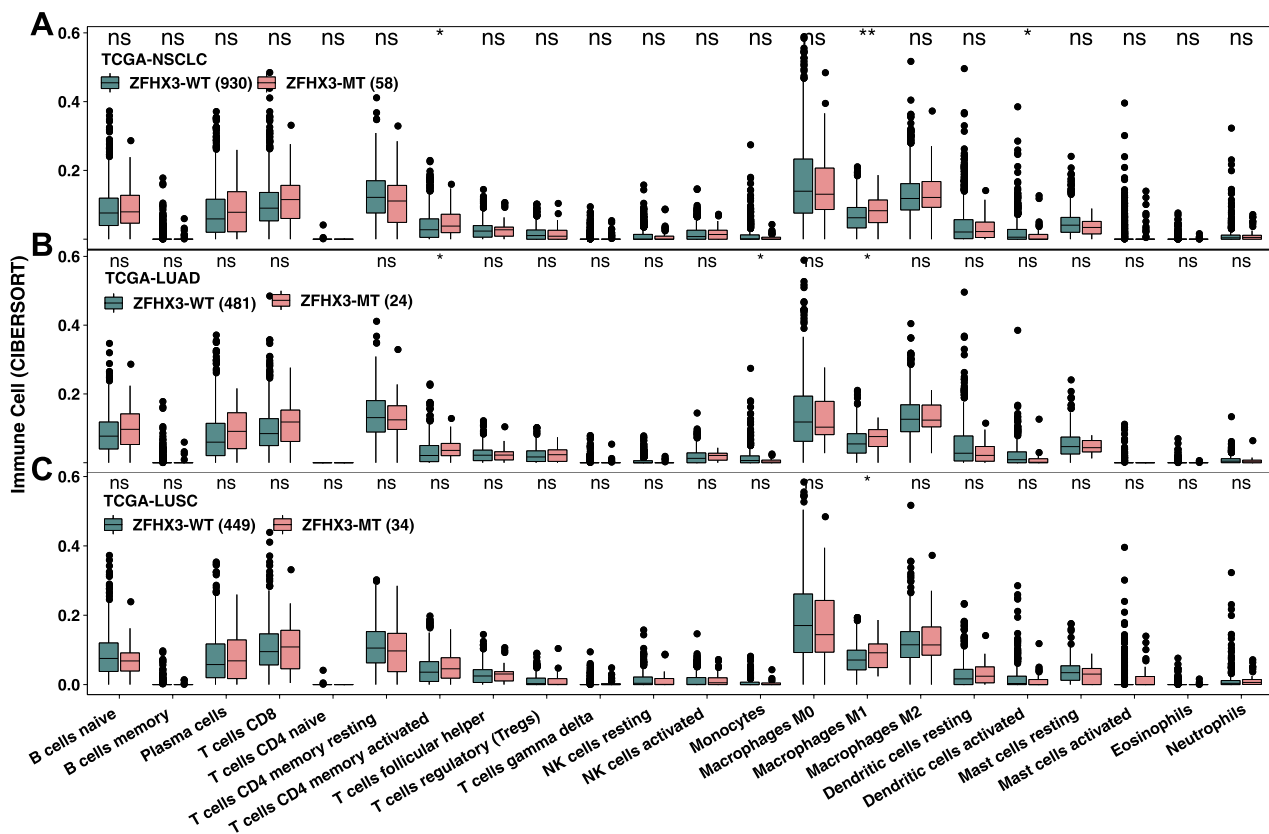 A
0.6
ns ns ns ns ns ns * ns ns ns ns ns ns ns ** ns ns * ns ns ns ns
TCGA-NSCLC
ZFHX3-WT (930) ZFHX3-MT (58)
0.4
0.2
B
0.6
ns ns ns ns ns * ns ns ns ns ns * ns * ns ns ns ns ns ns ns
TCGA-LUAD
ZFHX3-WT (481) ZFHX3-MT (24)
0.4
0.2
C
0.6
ns ns ns ns ns ns ns ns ns ns ns ns ns ns * ns ns ns ns ns ns ns
TCGA-LUSC
ZFHX3-WT (449) ZFHX3-MT (34)
0.4
0.2
0.0
Immune Cell (CIBERSORT)
B cells naive
B cells memory
Plasma cells
T cells CD8
T cells CD4 naive
T cells CD4 memory resting
T cells CD4 memory activated
T cells follicular helper
T cells regulatory (Tregs)
T cells gamma delta
NK cells resting
NK cells activated
Monocytes
Macrophages M0
Macrophages M1
Macrophages M2
Dendritic cells resting
Dendritic cells activated
Mast cells resting
Mast cells activated
Eosinophils
Neutrophils